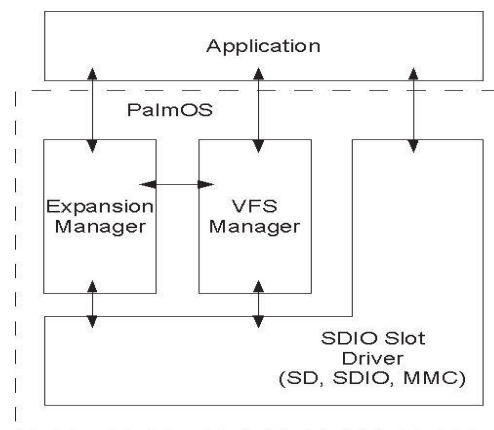 Application
PalmOS
Expansion
Manager
VFS
Manager
SDIO Slot
Driver
(SD, SDIO, MMC)